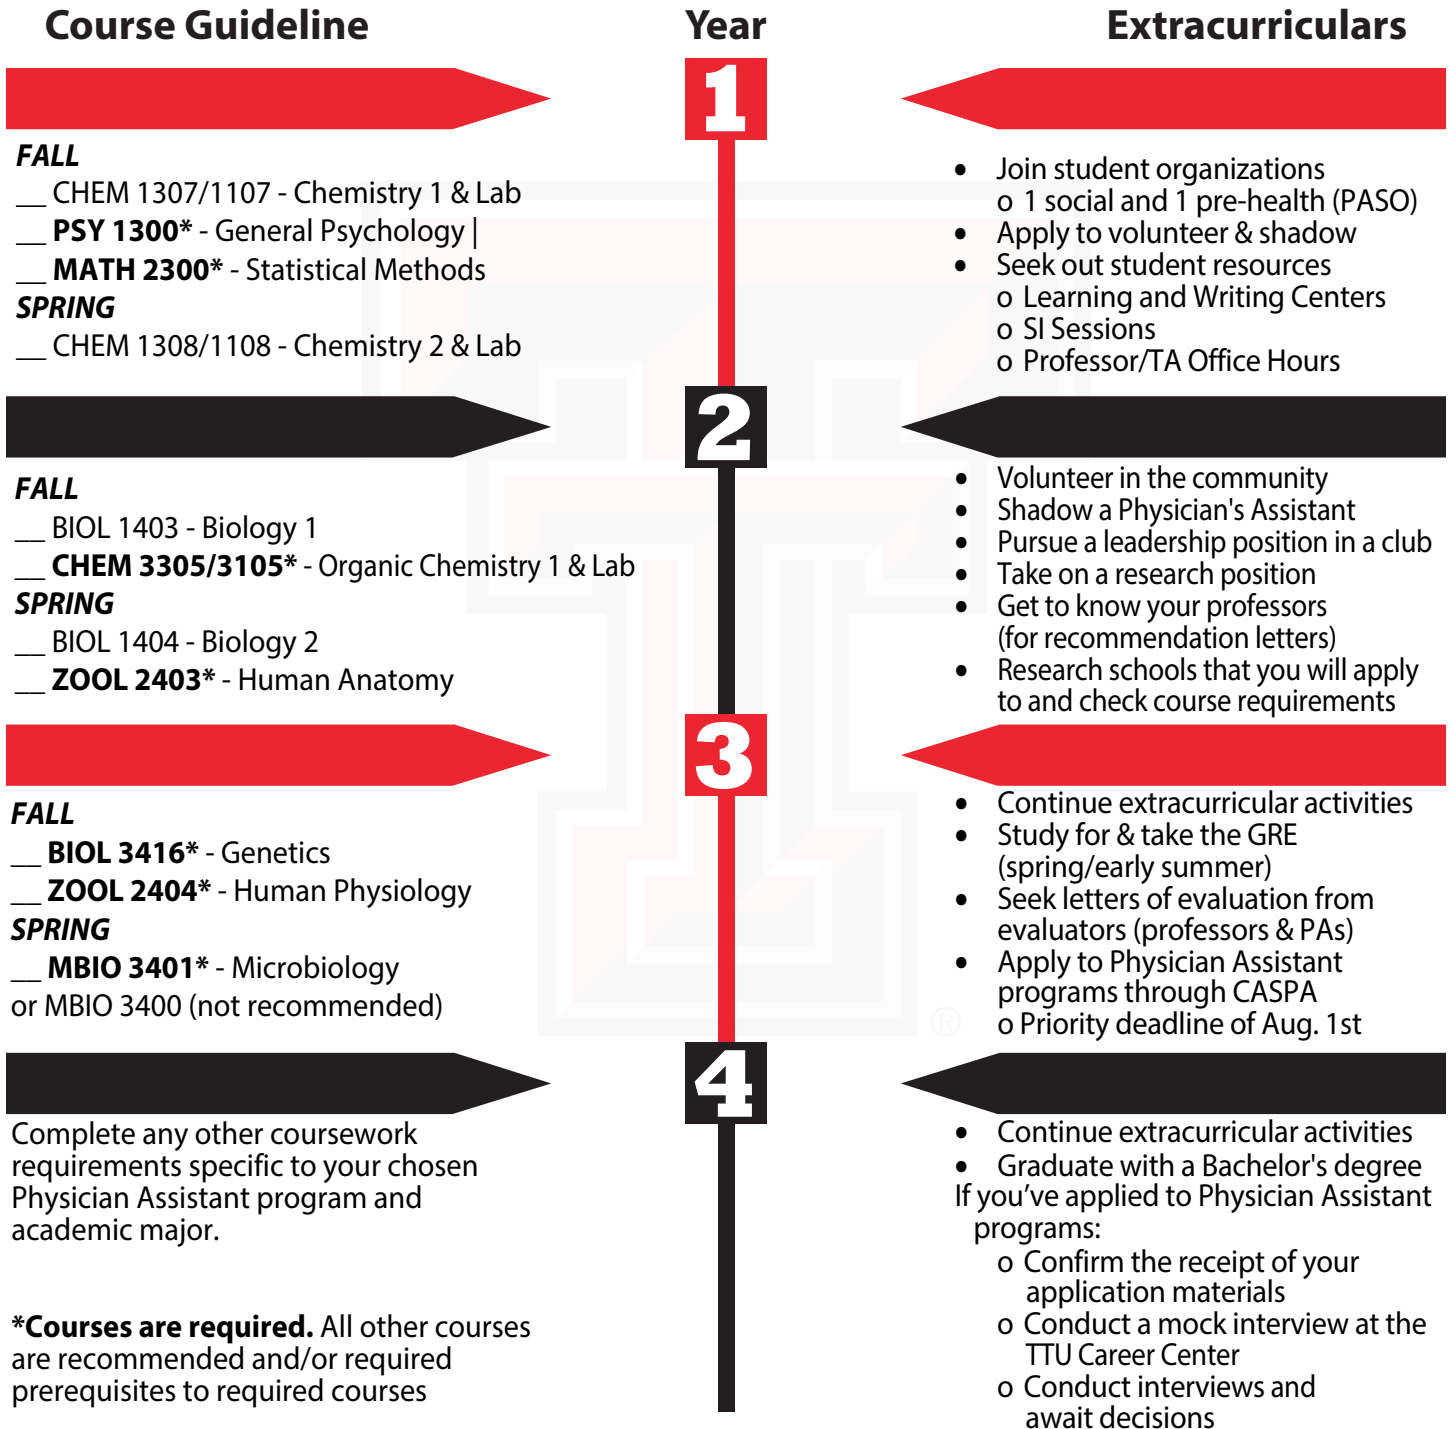 Course Guideline
Year
Extracurriculars
1
FALL
__ CHEM 1307/1107 - Chemistry 1 & Lab
__ PSY 1300* - General Psychology |
__ MATH 2300* - Statistical Methods
SPRING
__ CHEM 1308/1108 - Chemistry 2 & Lab
• Join student organizations
o 1 social and 1 pre-health (PASO)
• Apply to volunteer & shadow
• Seek out student resources
o Learning and Writing Centers
o SI Sessions
o Professor/TA Office Hours
2
FALL
__ BIOL 1403 - Biology 1
__ CHEM 3305/3105* - Organic Chemistry 1 & Lab
SPRING
__ BIOL 1404 - Biology 2
__ ZOOL 2403* - Human Anatomy
• Volunteer in the community
• Shadow a Physician's Assistant
• Pursue a leadership position in a club
• Take on a research position
• Get to know your professors
(for recommendation letters)
• Research schools that you will apply
to and check course requirements
3
FALL
__ BIOL 3416* - Genetics
__ ZOOL 2404* - Human Physiology
SPRING
__ MBIO 3401* - Microbiology
or MBIO 3400 (not recommended)
• Continue extracurricular activities
• Study for & take the GRE
(spring/early summer)
• Seek letters of evaluation from
evaluators (professors & PAs)
• Apply to Physician Assistant
programs through CASPA
o Priority deadline of Aug. 1st
®
4
Complete any other coursework
requirements specific to your chosen
Physician Assistant program and
academic major.
*Courses are required. All other courses
are recommended and/or required
prerequisites to required courses
• Continue extracurricular activities
• Graduate with a Bachelor's degree
If you’ve applied to Physician Assistant
programs:
o Confirm the receipt of your
application materials
o Conduct a mock interview at the
TTU Career Center
o Conduct interviews and
await decisions